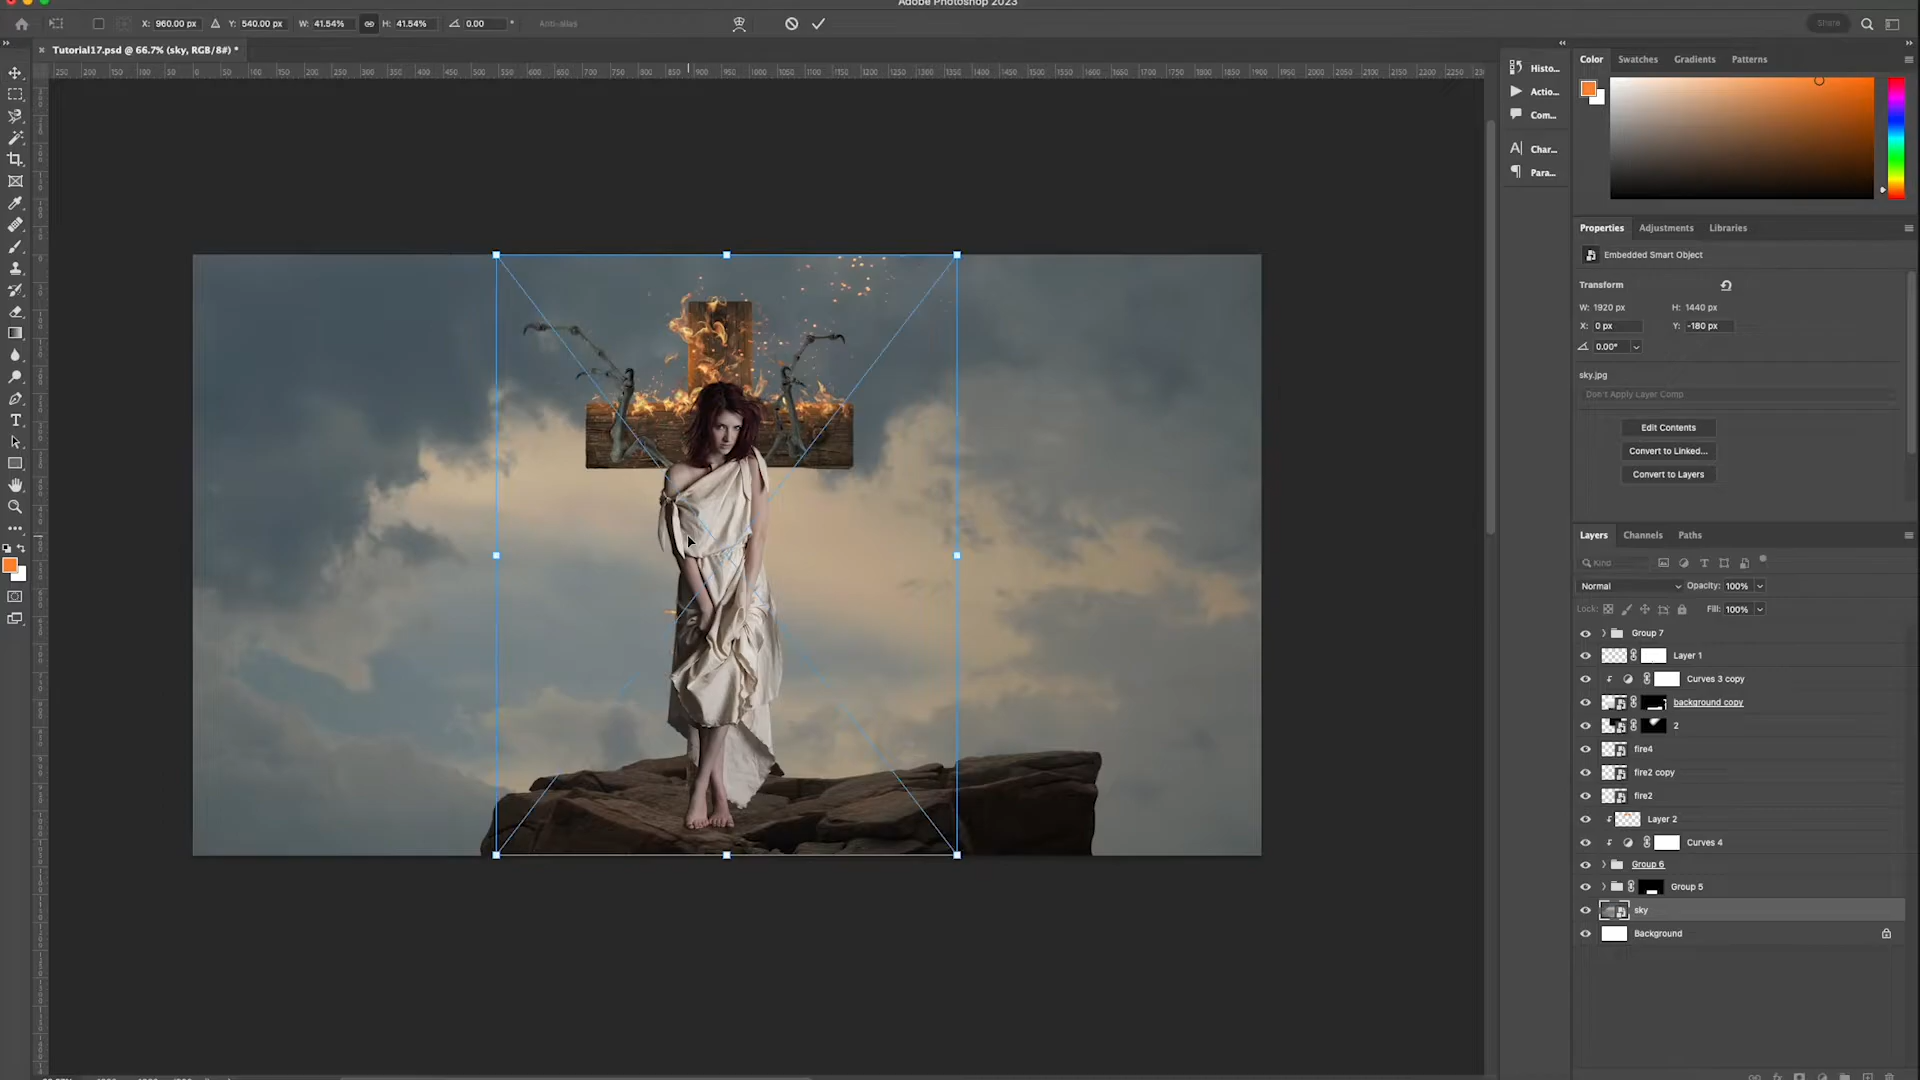 Adobe Photoshop 2023
X: 960.00 px Y: 540.00 px W: 41.54% H: 41.54% 0.00 ° Anti-alias Share
× Tutorial17.psd @ 66.7% (sky, RGB/8#) *
Histo...
Actio...
Com...
A| Char...
Para...
Color Swatches Gradients Patterns
Properties Adjustments Libraries
Embedded Smart Object
Transform
W: 1920 px H: 1440 px
X: 0 px Y: -180 px
0.00°
sky.jpg
Don't Apply Layer Comp
Edit Contents
Convert to Linked...
Convert to Layers
Layers Channels Paths
Kind
Normal Opacity: 100%
Lock: Fill: 100%
Group 7
Layer 1
Curves 3 copy
background copy
2
fire4
fire2 copy
fire2
Layer 2
Curves 4
Group 6
Group 5
sky
Background